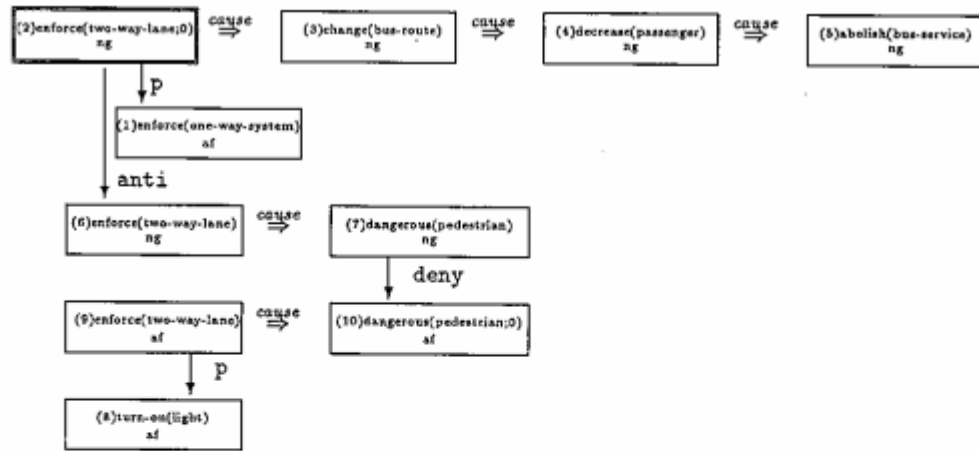 (2)enforce(two-way-lane;0)
ng
cause
⇒
(3)change(bus-route)
ng
cause
⇒
(4)decrease(passenger)
ng
cause
⇒
(5)abolish(bus-service)
ng
p
(1)enforce(one-way-system)
af
anti
(6)enforce(two-way-lane)
ng
cause
⇒
(7)dangerous(pedestrian)
ng
deny
(9)enforce(two-way-lane)
af
cause
⇒
(10)dangerous(pedestrian;0)
af
p
(8)turn-on(light)
af